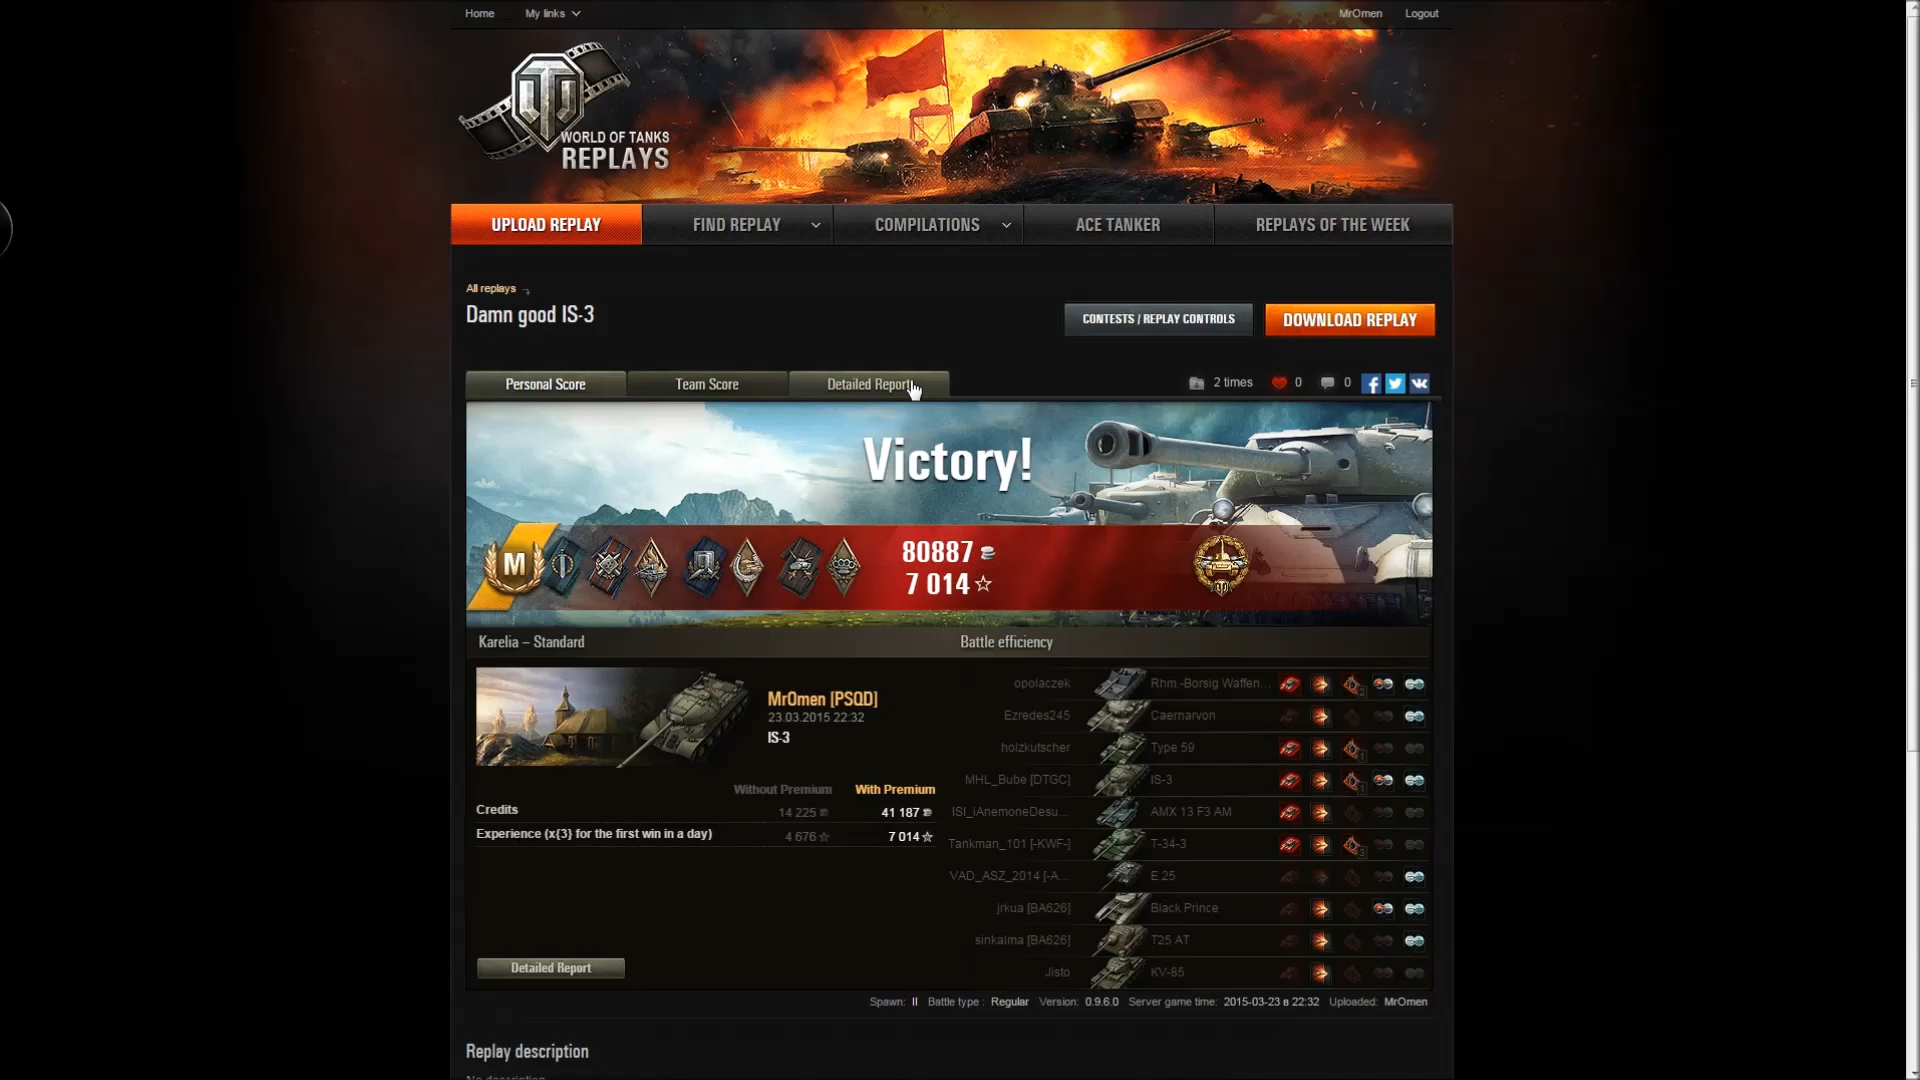 Home My links MrOmen Logout
WORLD OF TANKS
REPLAYS
UPLOAD REPLAY FIND REPLAY COMPILATIONS ACE TANKER REPLAYS OF THE WEEK
All replays
Damn good IS-3
CONTESTS / REPLAY CONTROLS DOWNLOAD REPLAY
Personal Score Team Score Detailed Report 2 times 0 0
Victory!
M 80887
7 014
Karelia – Standard Battle efficiency
opolaczek Rhm.-Borsig Waffen... 2
MrOmen [PSQD]
23.03.2015 22:32
IS-3
Ezredes245 Caernarvon
holzkutscher Type 59 1
MHL_Bube [DTGC] IS-3 1
Without Premium With Premium
Credits 14 225 41 187
Experience (x{3} for the first win in a day) 4 676 7 014
ISI_iAnemoneDesu... AMX 13 F3 AM
Tankman_101 [-KWF-] T-34-3 3
VAD_ASZ_2014 [-A... E 25
jrkua [BA626] Black Prince
sinkalma [BA626] T25 AT
Jisto KV-85
Detailed Report
Spawn: II Battle type : Regular Version: 0.9.6.0 Server game time: 2015-03-23 в 22:32 Uploaded: MrOmen
Replay description